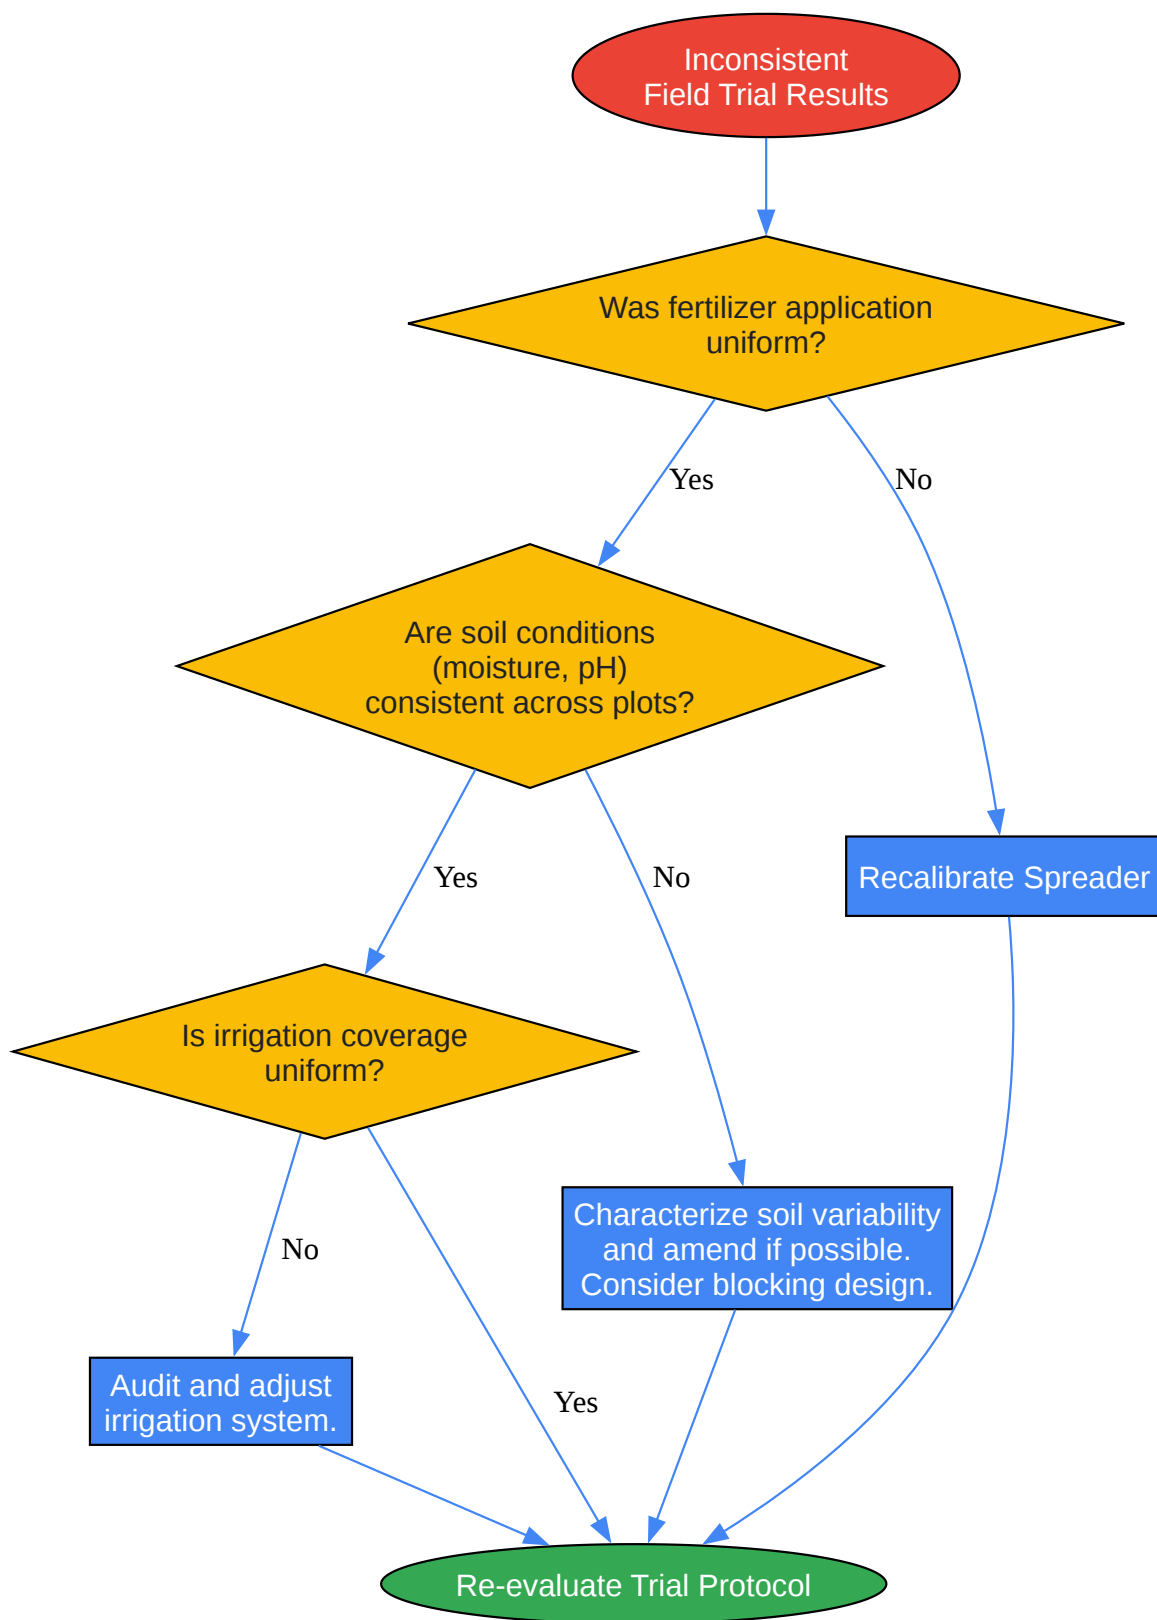 Inconsistent
Field Trial Results
Was fertilizer application
uniform?
Yes
No
Are soil conditions
(moisture, pH)
consistent across plots?
Yes
No
Recalibrate Spreader
Is irrigation coverage
uniform?
No
Characterize soil variability
and amend if possible.
Consider blocking design.
Audit and adjust
irrigation system.
Yes
Re-evaluate Trial Protocol